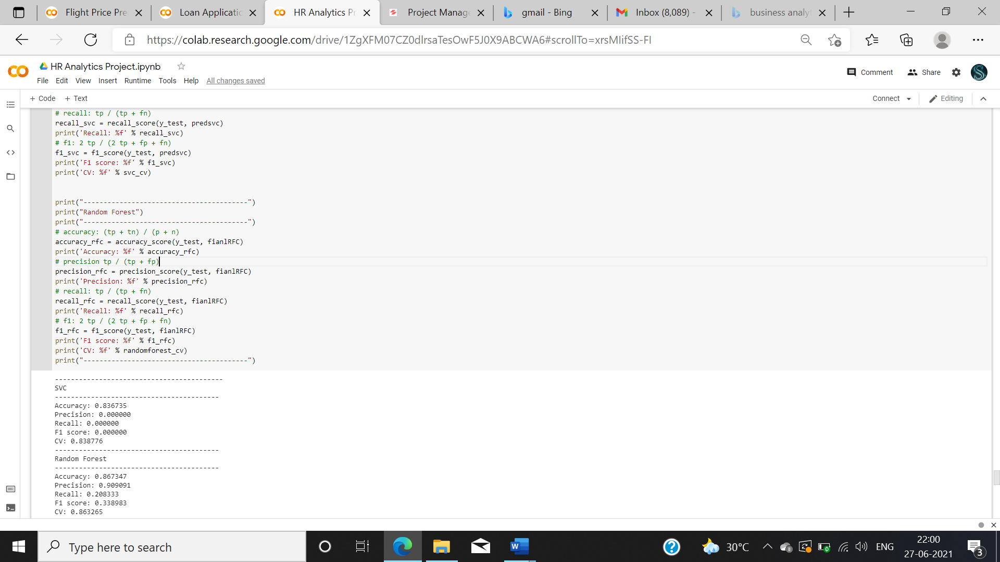 Flight Price Pre
Loan Applicatic
HR Analytics Pr
Project Manage
gmail - Bing
Inbox (8,089) -
business analyt
https://colab.research.google.com/drive/1ZgXFM07CZ0dlrsaTesOwF5J0X9ABCWA6#scrollTo=xrsMIifSS-FI
HR Analytics Project.ipynb
Comment
Share
File Edit View Insert Runtime Tools Help All changes saved
+ Code + Text
Connect
Editing
# recall: tp / (tp + fn)
recall_svc = recall_score(y_test, predsvc)
print('Recall: %f' % recall_svc)
# f1: 2 tp / (2 tp + fp + fn)
f1_svc = f1_score(y_test, predsvc)
print('F1 score: %f' % f1_svc)
print('CV: %f' % svc_cv)
print("-----------------------------------------")
print("Random Forest")
print("-----------------------------------------")
# accuracy: (tp + tn) / (p + n)
accuracy_rfc = accuracy_score(y_test, fianlRFC)
print('Accuracy: %f' % accuracy_rfc)
# precision tp / (tp + fp)
precision_rfc = precision_score(y_test, fianlRFC)
print('Precision: %f' % precision_rfc)
# recall: tp / (tp + fn)
recall_rfc = recall_score(y_test, fianlRFC)
print('Recall: %f' % recall_rfc)
# f1: 2 tp / (2 tp + fp + fn)
f1_rfc = f1_score(y_test, fianlRFC)
print('F1 score: %f' % f1_rfc)
print('CV: %f' % randomforest_cv)
print("-----------------------------------------")
------------------------------------------
SVC
-----------------------------------------
Accuracy: 0.836735
Precision: 0.000000
Recall: 0.000000
F1 score: 0.000000
CV: 0.838776
-----------------------------------------
Random Forest
-----------------------------------------
Accuracy: 0.867347
Precision: 0.909091
Recall: 0.208333
F1 score: 0.338983
CV: 0.863265
Type here to search
30°C
ENG
22:00
27-06-2021
3